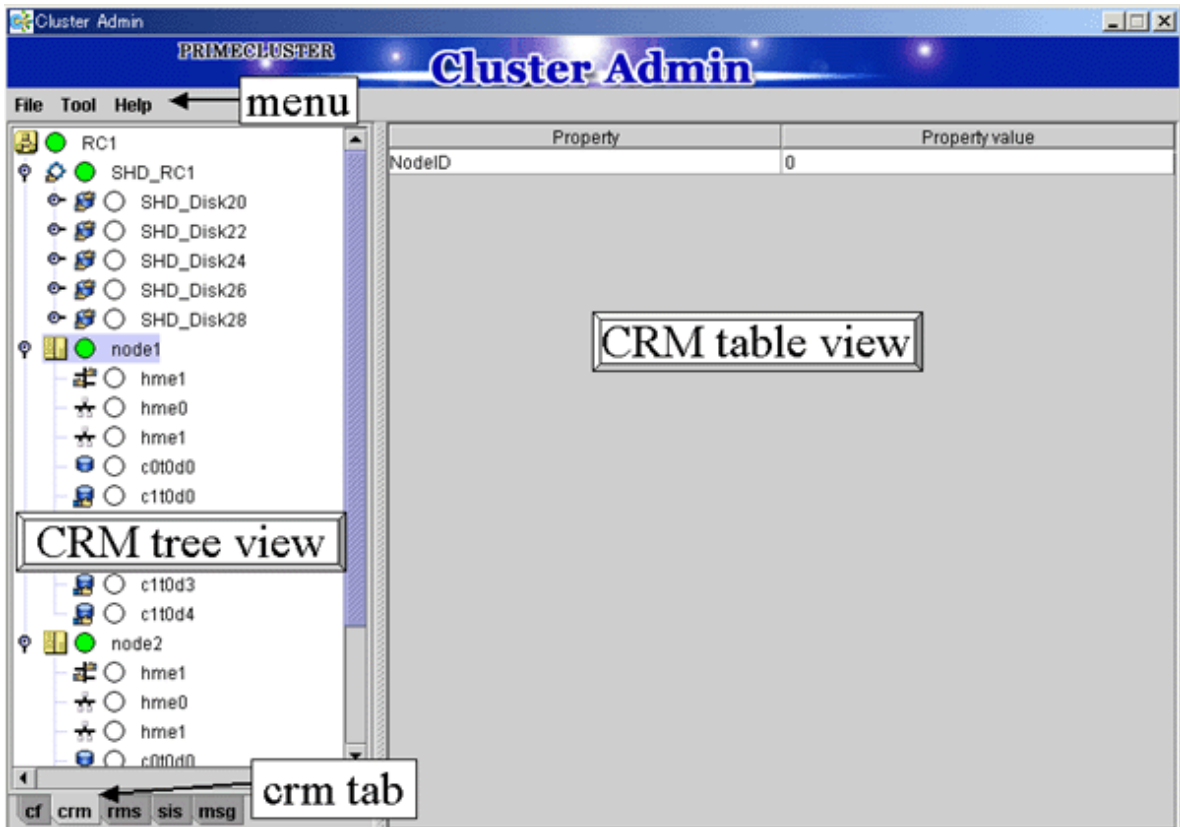 Cluster Admin
PRIMECLUSTER
Cluster Admin
File Tool Help
menu
RC1
SHD_RC1
SHD_Disk20
SHD_Disk22
SHD_Disk24
SHD_Disk26
SHD_Disk28
node1
hme1
hme0
hme1
c0t0d0
c1t0d0
CRM tree view
c1t0d3
c1t0d4
node2
hme1
hme0
hme1
c0t0d0
cf crm rms sis msg
crm tab
Property Property value
NodeID 0
CRM table view